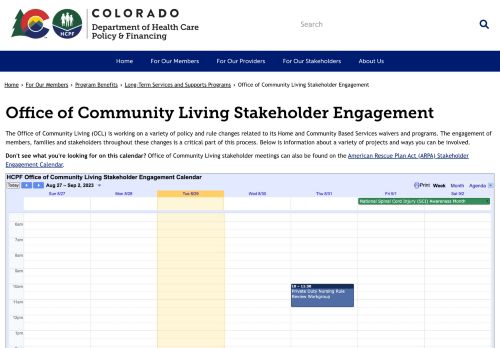 COLORADO
Department of Health Care
Policy & Financing
HCPF
Search
Home For Our Members For Our Providers For Our Stakeholders About Us
Home › For Our Members › Program Benefits › Long-Term Services and Supports Programs › Office of Community Living Stakeholder Engagement
Office of Community Living Stakeholder Engagement
The Office of Community Living (OCL) is working on a variety of policy and rule changes related to its Home and Community Based Services waivers and programs. The engagement of
members, families and stakeholders throughout these changes is a critical part of this process. Below is information about a variety of projects and ways you can be involved.
Don't see what you're looking for on this calendar? Office of Community Living stakeholder meetings can also be found on the American Rescue Plan Act (ARPA) Stakeholder
Engagement Calendar.
HCPF Office of Community Living Stakeholder Engagement Calendar
Today Aug 27 – Sep 2, 2023 Print Week Month Agenda
Sun 8/27 Mon 8/28 Tue 8/29 Wed 8/30 Thu 8/31 Fri 9/1 Sat 9/2
National Spinal Cord Injury (SCI) Awareness Month
6am
7am
8am
9am
10am
10 – 11:30
Private Duty Nursing Rule
Review Workgroup
11am
12pm
1pm